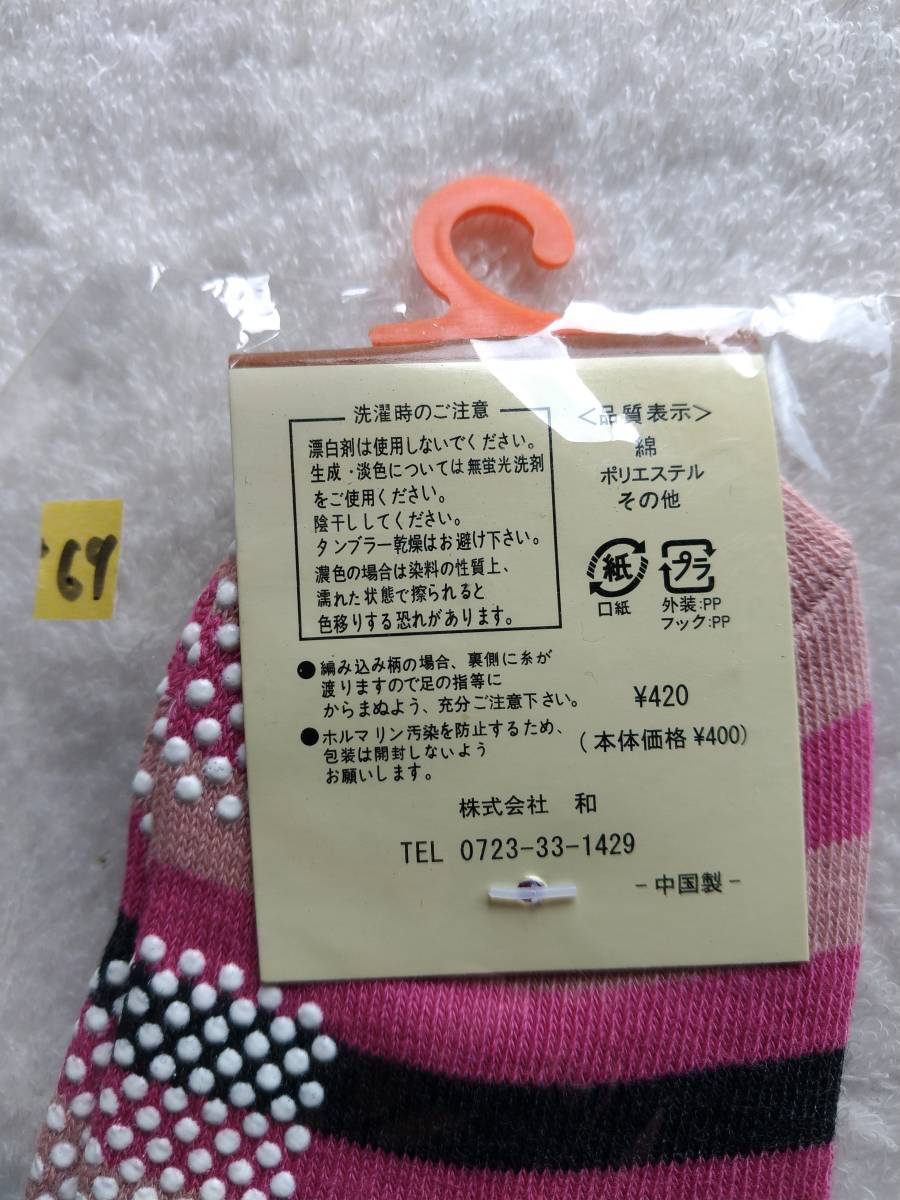 洗濯時のご注意
漂白剤は使用しないでください。
生成・淡色については無蛍光洗剤
をご使用ください。
陰干ししてください。
タンブラー乾燥はお避け下さい。
濃色の場合は染料の性質上、
濡れた状態で擦られると
色移りする恐れがあります。
＜品質表示＞
綿
ポリエステル
その他
紙
口紙
プラ
外装:PP
フック:PP
●編み込み柄の場合、裏側に糸が
渡りますので足の指等に
からまぬよう、充分ご注意下さい。
●ホルマリン汚染を防止するため、
包装は開封しないよう
お願いします。
¥420
(本体価格¥400)
株式会社 和
TEL 0723-33-1429
-中国製-
69